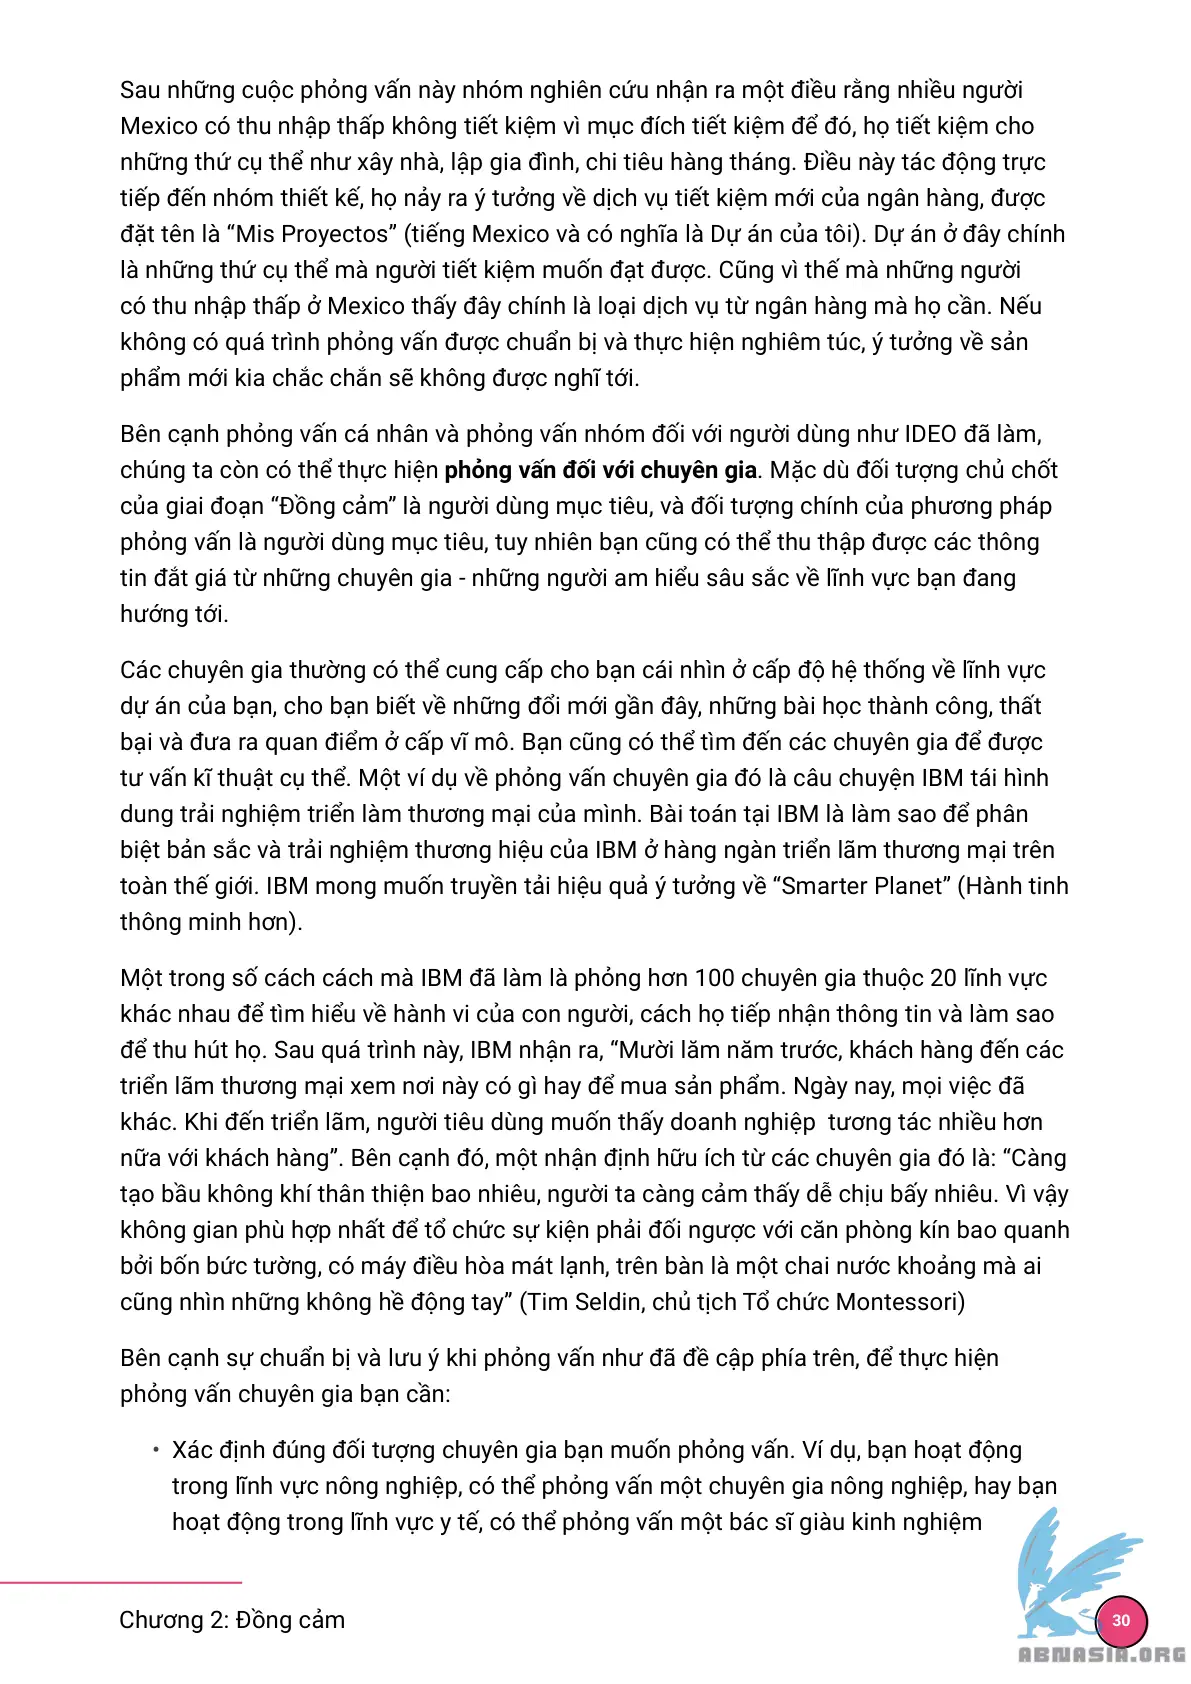 Sau những cuộc phỏng vấn này nhóm nghiên cứu nhận ra một điều rằng nhiều người
Mexico có thu nhập thấp không tiết kiệm vì mục đích tiết kiệm để đó, họ tiết kiệm cho
những thứ cụ thể như xây nhà, lập gia đình, chi tiêu hàng tháng. Điều này tác động trực
tiếp đến nhóm thiết kế, họ nảy ra ý tưởng về dịch vụ tiết kiệm mới của ngân hàng, được
đặt tên là “Mis Proyectos” (tiếng Mexico và có nghĩa là Dự án của tôi). Dự án ở đây chính
là những thứ cụ thể mà người tiết kiệm muốn đạt được. Cũng vì thế mà những người
có thu nhập thấp ở Mexico thấy đây chính là loại dịch vụ từ ngân hàng mà họ cần. Nếu
không có quá trình phỏng vấn được chuẩn bị và thực hiện nghiêm túc, ý tưởng về sản
phẩm mới kia chắc chắn sẽ không được nghĩ tới.
Bên cạnh phỏng vấn cá nhân và phỏng vấn nhóm đối với người dùng như IDEO đã làm,
chúng ta còn có thể thực hiện phỏng vấn đối với chuyên gia. Mặc dù đối tượng chủ chốt
của giai đoạn “Đồng cảm” là người dùng mục tiêu, và đối tượng chính của phương pháp
phỏng vấn là người dùng mục tiêu, tuy nhiên bạn cũng có thể thu thập được các thông
tin đắt giá từ những chuyên gia - những người am hiểu sâu sắc về lĩnh vực bạn đang
hướng tới.
Các chuyên gia thường có thể cung cấp cho bạn cái nhìn ở cấp độ hệ thống về lĩnh vực
dự án của bạn, cho bạn biết về những đổi mới gần đây, những bài học thành công, thất
bại và đưa ra quan điểm ở cấp vĩ mô. Bạn cũng có thể tìm đến các chuyên gia để được
tư vấn kĩ thuật cụ thể. Một ví dụ về phỏng vấn chuyên gia đó là câu chuyện IBM tái hình
dung trải nghiệm triển làm thương mại của mình. Bài toán tại IBM là làm sao để phân
biệt bản sắc và trải nghiệm thương hiệu của IBM ở hàng ngàn triển lãm thương mại trên
toàn thế giới. IBM mong muốn truyền tải hiệu quả ý tưởng về “Smarter Planet” (Hành tinh
thông minh hơn).
Một trong số cách cách mà IBM đã làm là phỏng hơn 100 chuyên gia thuộc 20 lĩnh vực
khác nhau để tìm hiểu về hành vi của con người, cách họ tiếp nhận thông tin và làm sao
để thu hút họ. Sau quá trình này, IBM nhận ra, “Mười lăm năm trước, khách hàng đến các
triển lãm thương mại xem nơi này có gì hay để mua sản phẩm. Ngày nay, mọi việc đã
khác. Khi đến triển lãm, người tiêu dùng muốn thấy doanh nghiệp  tương tác nhiều hơn
nữa với khách hàng”. Bên cạnh đó, một nhận định hữu ích từ các chuyên gia đó là: “Càng
tạo bầu không khí thân thiện bao nhiêu, người ta càng cảm thấy dễ chịu bấy nhiêu. Vì vậy
không gian phù hợp nhất để tổ chức sự kiện phải đối ngược với căn phòng kín bao quanh
bởi bốn bức tường, có máy điều hòa mát lạnh, trên bàn là một chai nước khoảng mà ai
cũng nhìn những không hề động tay” (Tim Seldin, chủ tịch Tổ chức Montessori)
Bên cạnh sự chuẩn bị và lưu ý khi phỏng vấn như đã đề cập phía trên, để thực hiện
phỏng vấn chuyên gia bạn cần:
• Xác định đúng đối tượng chuyên gia bạn muốn phỏng vấn. Ví dụ, bạn hoạt động
trong lĩnh vực nông nghiệp, có thể phỏng vấn một chuyên gia nông nghiệp, hay bạn
hoạt động trong lĩnh vực y tế, có thể phỏng vấn một bác sĩ giàu kinh nghiệm
Chương 2: Đồng cảm
30
ABNASIA.ORG